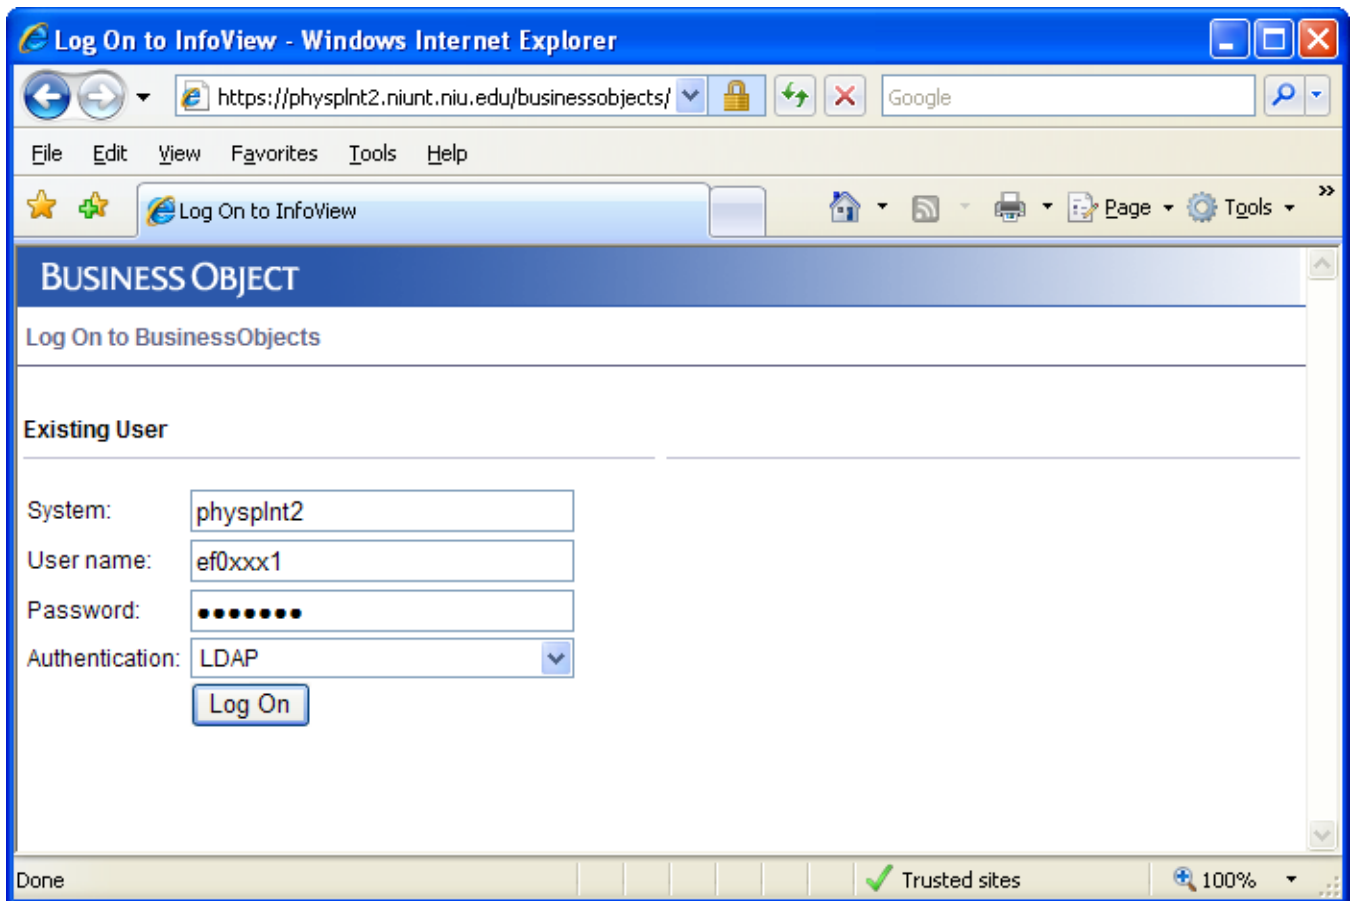 Log On to InfoView - Windows Internet Explorer
https://physplnt2.niunt.niu.edu/businessobjects/ Google
File Edit View Favorites Tools Help
Log On to InfoView Page Tools »
BUSINESS OBJECT
Log On to BusinessObjects
Existing User
System: physplnt2
User name: ef0xxx1
Password: ●●●●●●●
Authentication: LDAP
Log On
Done Trusted sites 100%